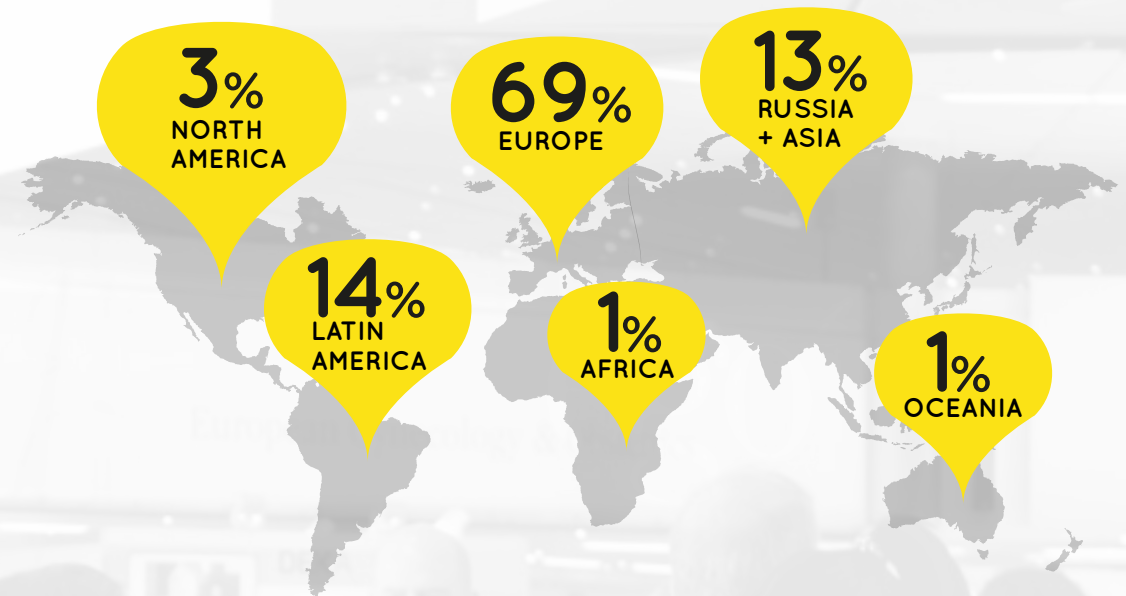 3%
NORTH
AMERICA
69%
EUROPE
13%
RUSSIA
+ ASIA
14%
LATIN
AMERICA
1%
AFRICA
1%
OCEANIA